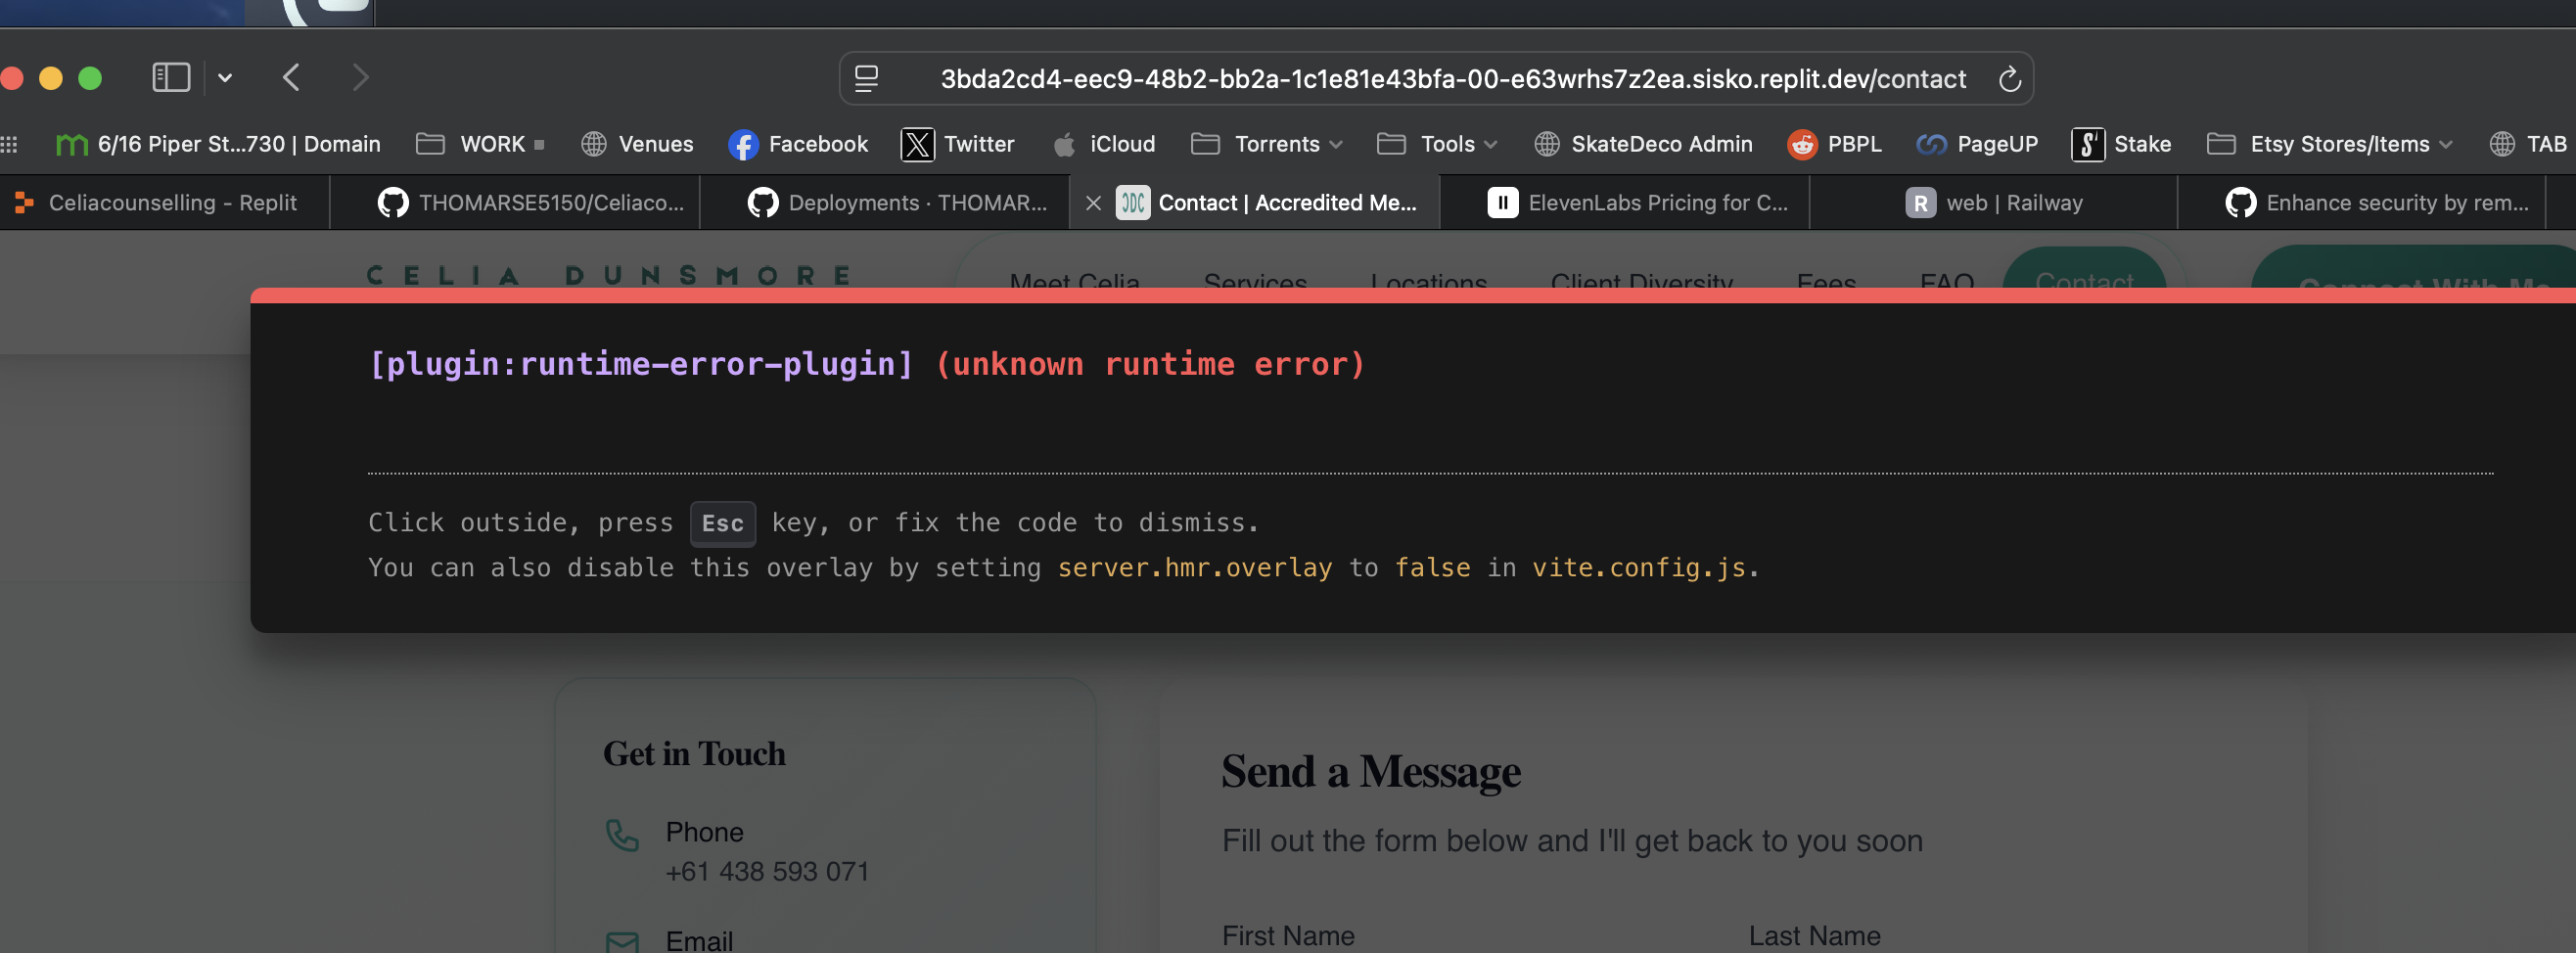 3bda2cd4-eec9-48b2-bb2a-1c1e81e43bfa-00-e63wrhs7z2ea.sisko.replit.dev/contact
6/16 Piper St...730 | Domain WORK Venues Facebook Twitter iCloud Torrents Tools SkateDeco Admin PBPL PageUP Stake Etsy Stores/Items TAB
Celiacounselling - Replit THOMARSE5150/Celiaco... Deployments · THOMAR... Contact | Accredited Me... ElevenLabs Pricing for C... web | Railway Enhance security by rem...
CELIA DUNSMORE Meet Celia Services Locations Client Diversity Fees FAQ Contact Connect With Me
[plugin:runtime-error-plugin] (unknown runtime error)
Click outside, press Esc key, or fix the code to dismiss.
You can also disable this overlay by setting server.hmr.overlay to false in vite.config.js.
Get in Touch
Phone
+61 438 593 071
Email
Send a Message
Fill out the form below and I'll get back to you soon
First Name Last Name